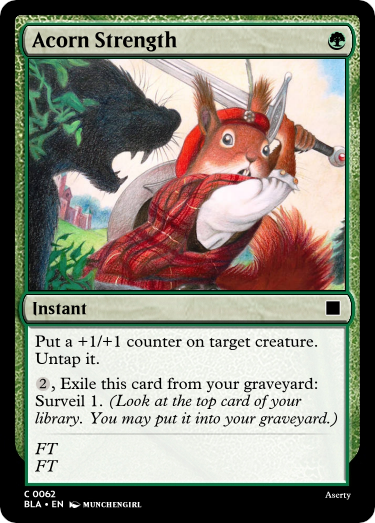 Acorn Strength
Instant
Put a +1/+1 counter on target creature.
Untap it.
2, Exile this card from your graveyard:
Surveil 1. (Look at the top card of your
library. You may put it into your graveyard.)
FT
FT
C 0062
BLA • EN MUNCHENGIRL
Aserty